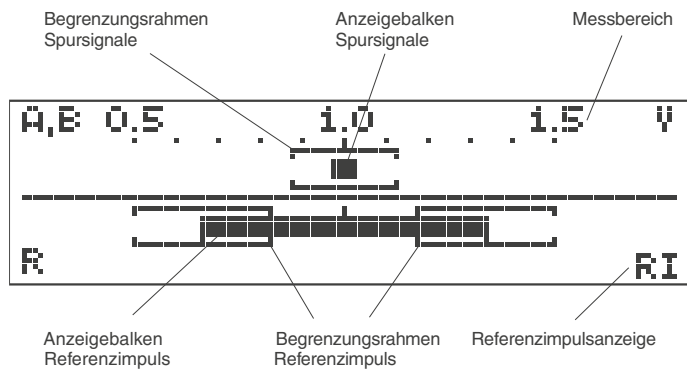 Begrenzungsrahmen
Spursignale
Anzeigebalken
Spursignale
Messbereich
A,B 0.5 1.0 1.5 V
R RI
Anzeigebalken
Referenzimpuls
Begrenzungsrahmen
Referenzimpuls
Referenzimpulsanzeige